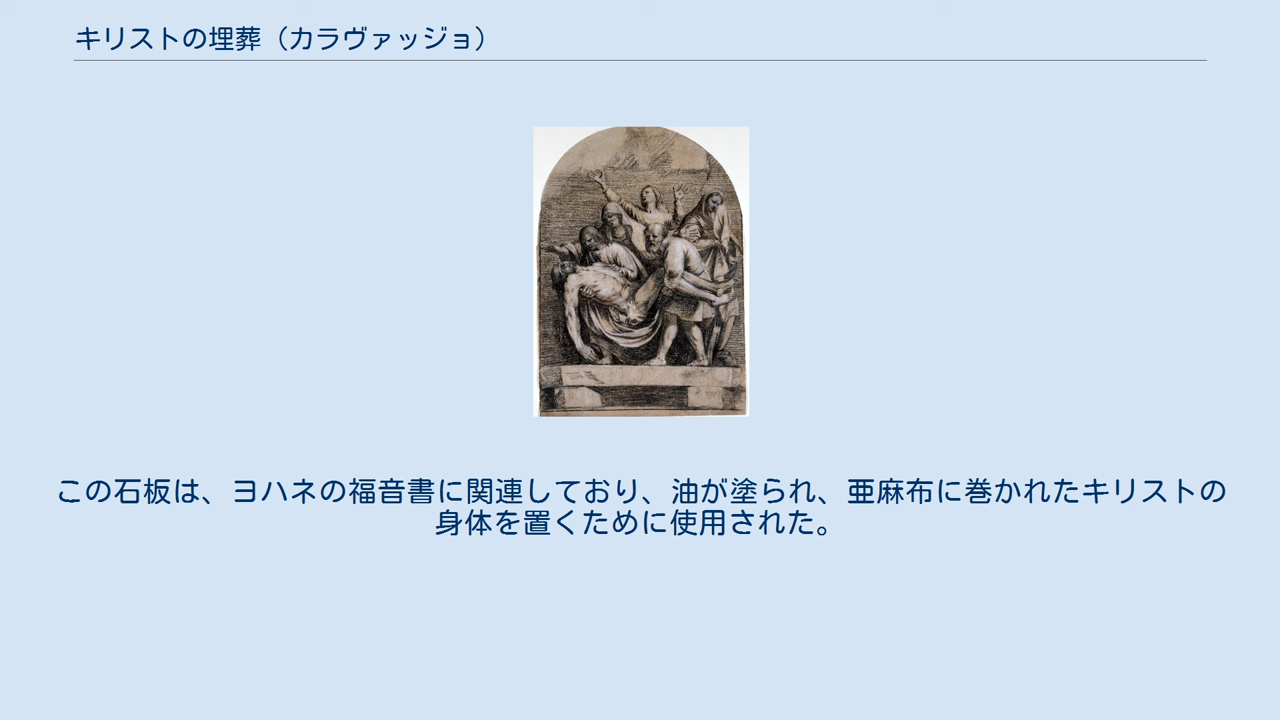 キリストの埋葬（カラヴァッジョ）
この石板は、ヨハネの福音書に関連しており、油が塗られ、亜麻布に巻かれたキリストの
身体を置くために使用された。